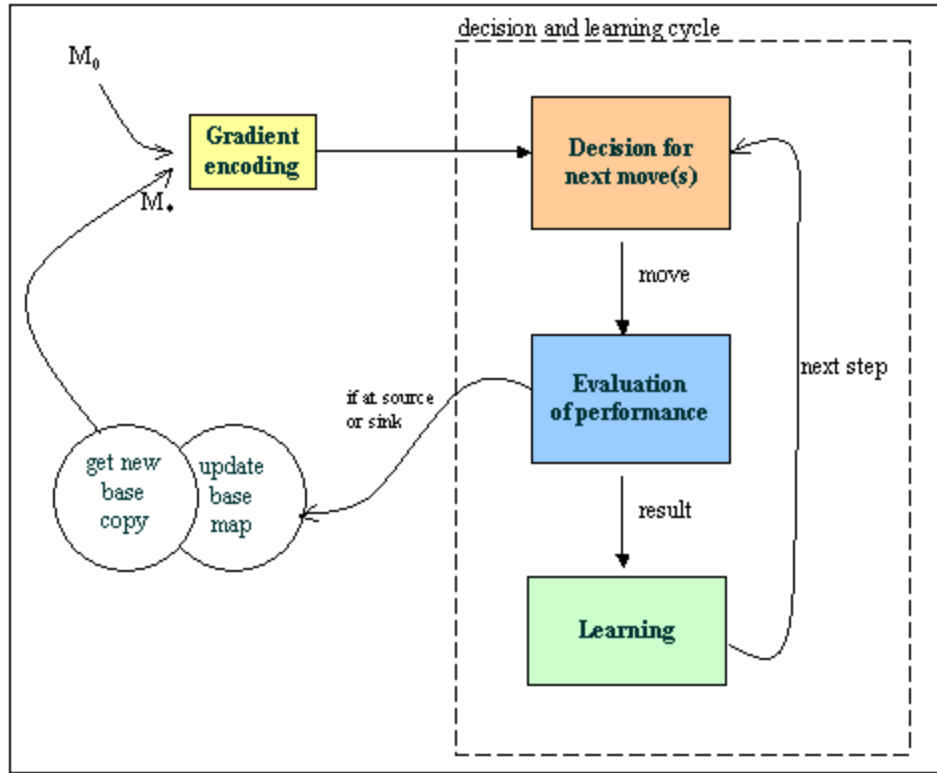 decision and learning cycle
M₀
Gradient
encoding
Decision for
next move(s)
M•
move
next step
if at source
or sink
Evaluation
of performance
get new
base
copy
update
base
map
result
Learning